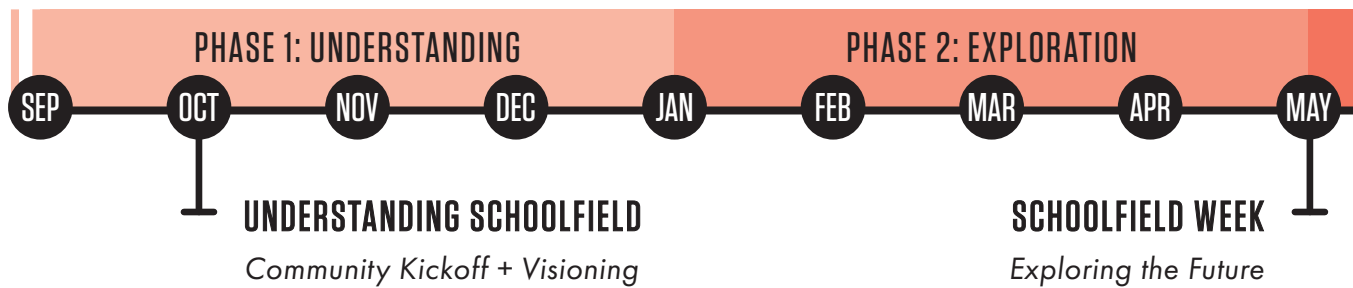 PHASE 1: UNDERSTANDING
PHASE 2: EXPLORATION
SEP OCT NOV DEC JAN FEB MAR APR MAY
UNDERSTANDING SCHOOLFIELD
Community Kickoff + Visioning
SCHOOLFIELD WEEK
Exploring the Future